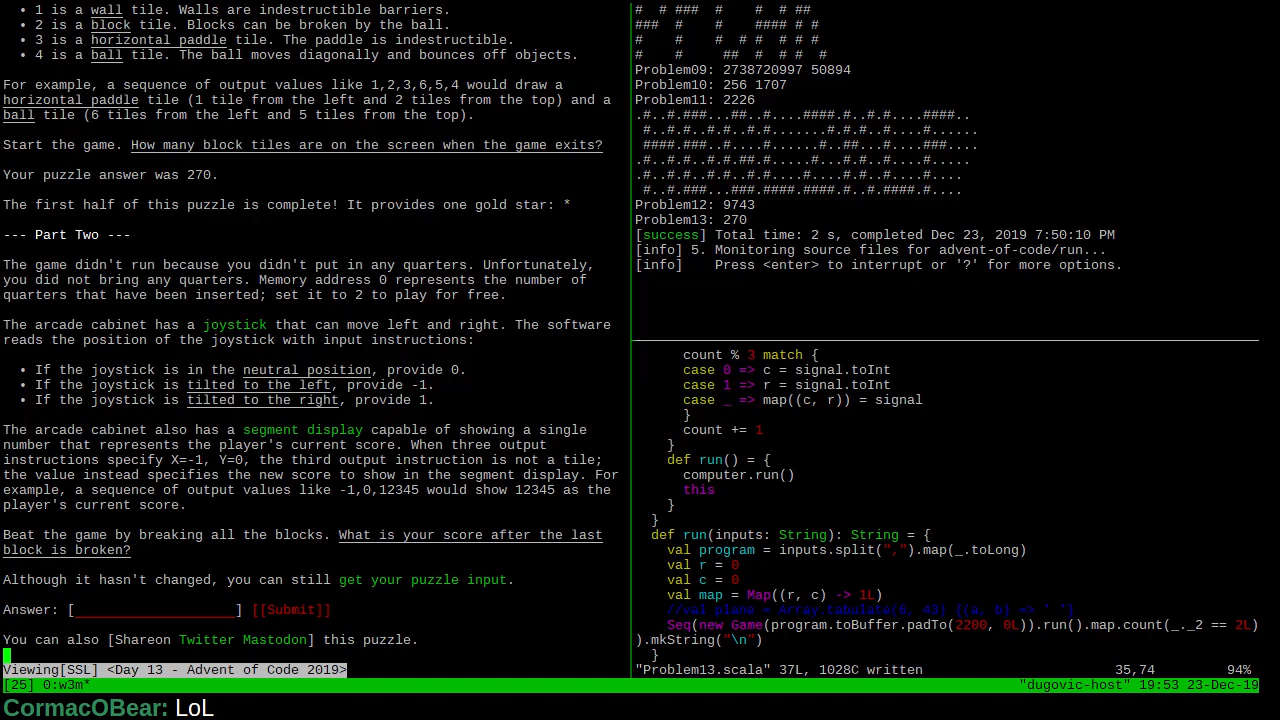 • 1 is a wall tile. Walls are indestructible barriers.
• 2 is a block tile. Blocks can be broken by the ball.
• 3 is a horizontal paddle tile. The paddle is indestructible.
• 4 is a ball tile. The ball moves diagonally and bounces off objects.
For example, a sequence of output values like 1,2,3,6,5,4 would draw a
horizontal paddle tile (1 tile from the left and 2 tiles from the top) and a
ball tile (6 tiles from the left and 5 tiles from the top).
Start the game. How many block tiles are on the screen when the game exits?
Your puzzle answer was 270.
The first half of this puzzle is complete! It provides one gold star: *
--- Part Two ---
The game didn't run because you didn't put in any quarters. Unfortunately,
you did not bring any quarters. Memory address 0 represents the number of
quarters that have been inserted; set it to 2 to play for free.
The arcade cabinet has a joystick that can move left and right. The software
reads the position of the joystick with input instructions:
• If the joystick is in the neutral position, provide 0.
• If the joystick is tilted to the left, provide -1.
• If the joystick is tilted to the right, provide 1.
The arcade cabinet also has a segment display capable of showing a single
number that represents the player's current score. When three output
instructions specify X=-1, Y=0, the third output instruction is not a tile;
the value instead specifies the new score to show in the segment display. For
example, a sequence of output values like -1,0,12345 would show 12345 as the
player's current score.
Beat the game by breaking all the blocks. What is your score after the last
block is broken?
Although it hasn't changed, you can still get your puzzle input.
Answer: [____________________] [[Submit]]
You can also [Shareon Twitter Mastodon] this puzzle.
Viewing[SSL] <Day 13 - Advent of Code 2019>
#  # ###  #    #    #  # ##
###  #    #    #### # #
#    #    #  # #  # # #
#    #     ##  #  # #  #
Problem09: 2738720997 50894
Problem10: 256 1707
Problem11: 2226
.#..#.###...##..#....####.#..#.#....####..
#..#.#..#.#..#.#.......#.#.#..#....#......
####.###..#....#......#..##...#....###....
.#..#.#..#.#.##.#.....#...#.#..#....#.....
.#..#.#..#.#..#.#....#....#.#..#....#....
#..#.###...###.####.####.#..#.####.#....
Problem12: 9743
Problem13: 270
[success] Total time: 2 s, completed Dec 23, 2019 7:50:10 PM
[info] 5. Monitoring source files for advent-of-code/run...
[info]    Press <enter> to interrupt or '?' for more options.
count % 3 match {
case 0 => c = signal.toInt
case 1 => r = signal.toInt
case _ => map((c, r)) = signal
}
count += 1
}
def run() = {
computer.run()
this
}
}
def run(inputs: String): String = {
val program = inputs.split(",").map(_.toLong)
val r = 0
val c = 0
val map = Map((r, c) -> 1L)
//val plane = Array.tabulate(6, 43) {(a, b) => ' '}
Seq(new Game(program.toBuffer.padTo(2200, 0L)).run().map.count(_._2 == 2L)
).mkString("\n")
}
"Problem13.scala" 37L, 1028C written 35,74 94%
[25] 0:w3m* "dugovic-host" 19:53 23-Dec-19
CormacOBear: LoL